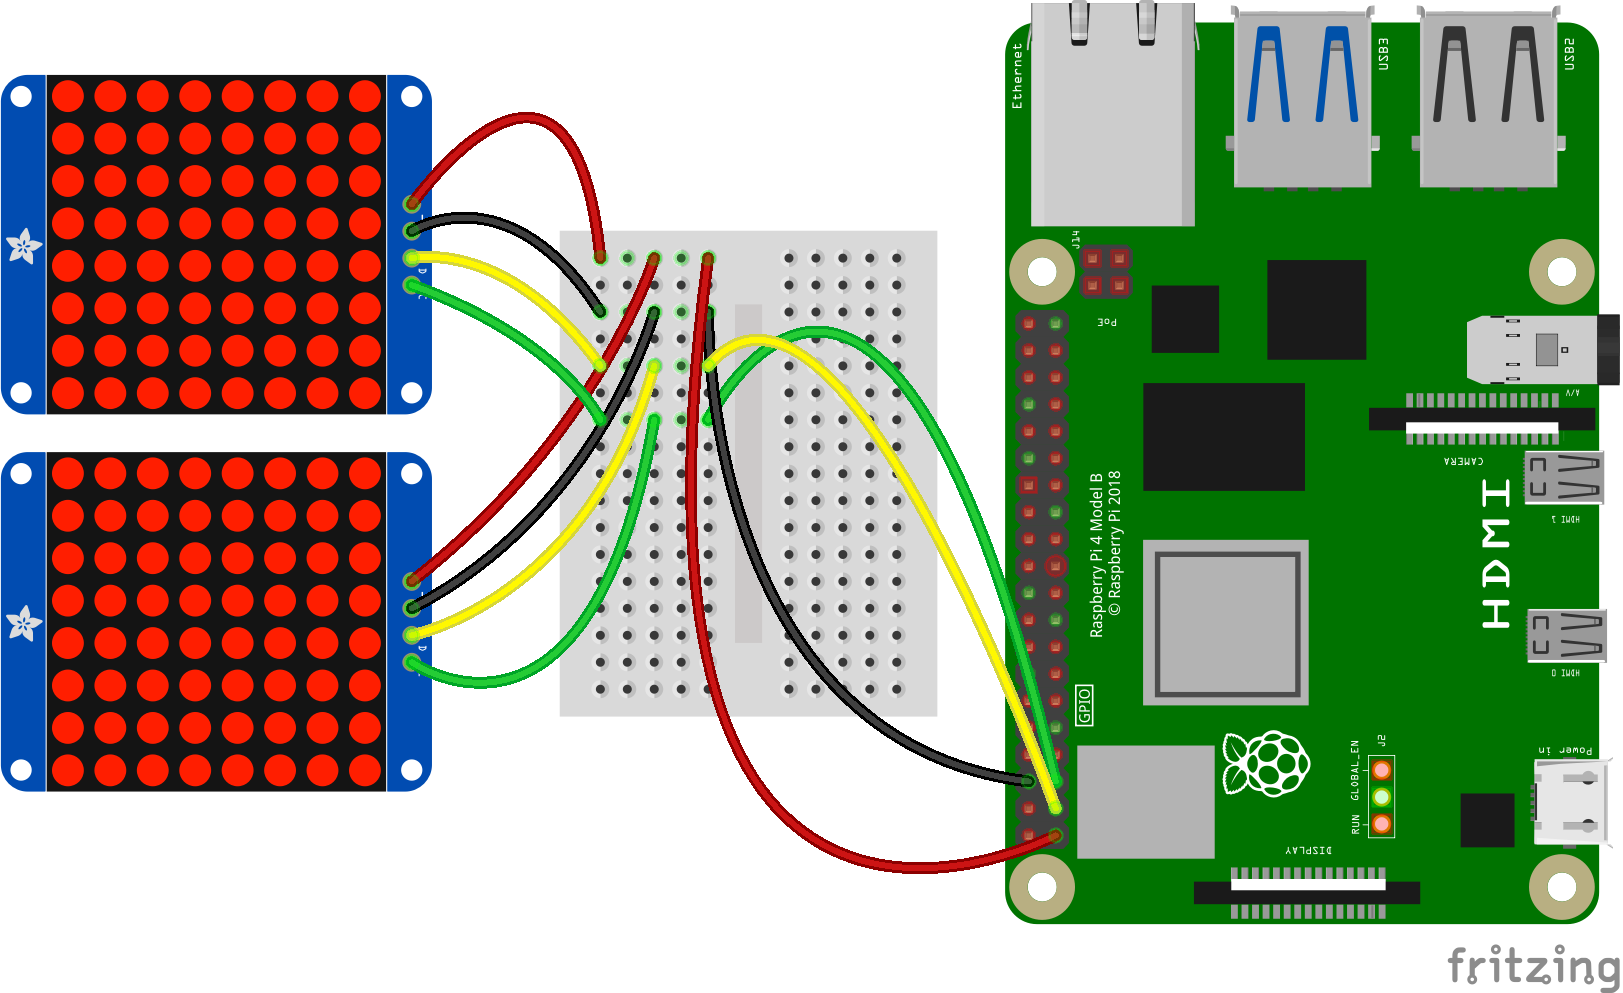 Ethernet
USB3
USB2
J14
PoE
A/V
CAMERA
HDMI 1
HDMI
Raspberry Pi 4 Model B
© Raspberry Pi 2018
HDMI 0
GPIO
J2
GLOBAL_EN
RUN
Power in
DISPLAY
D
D
fritzing